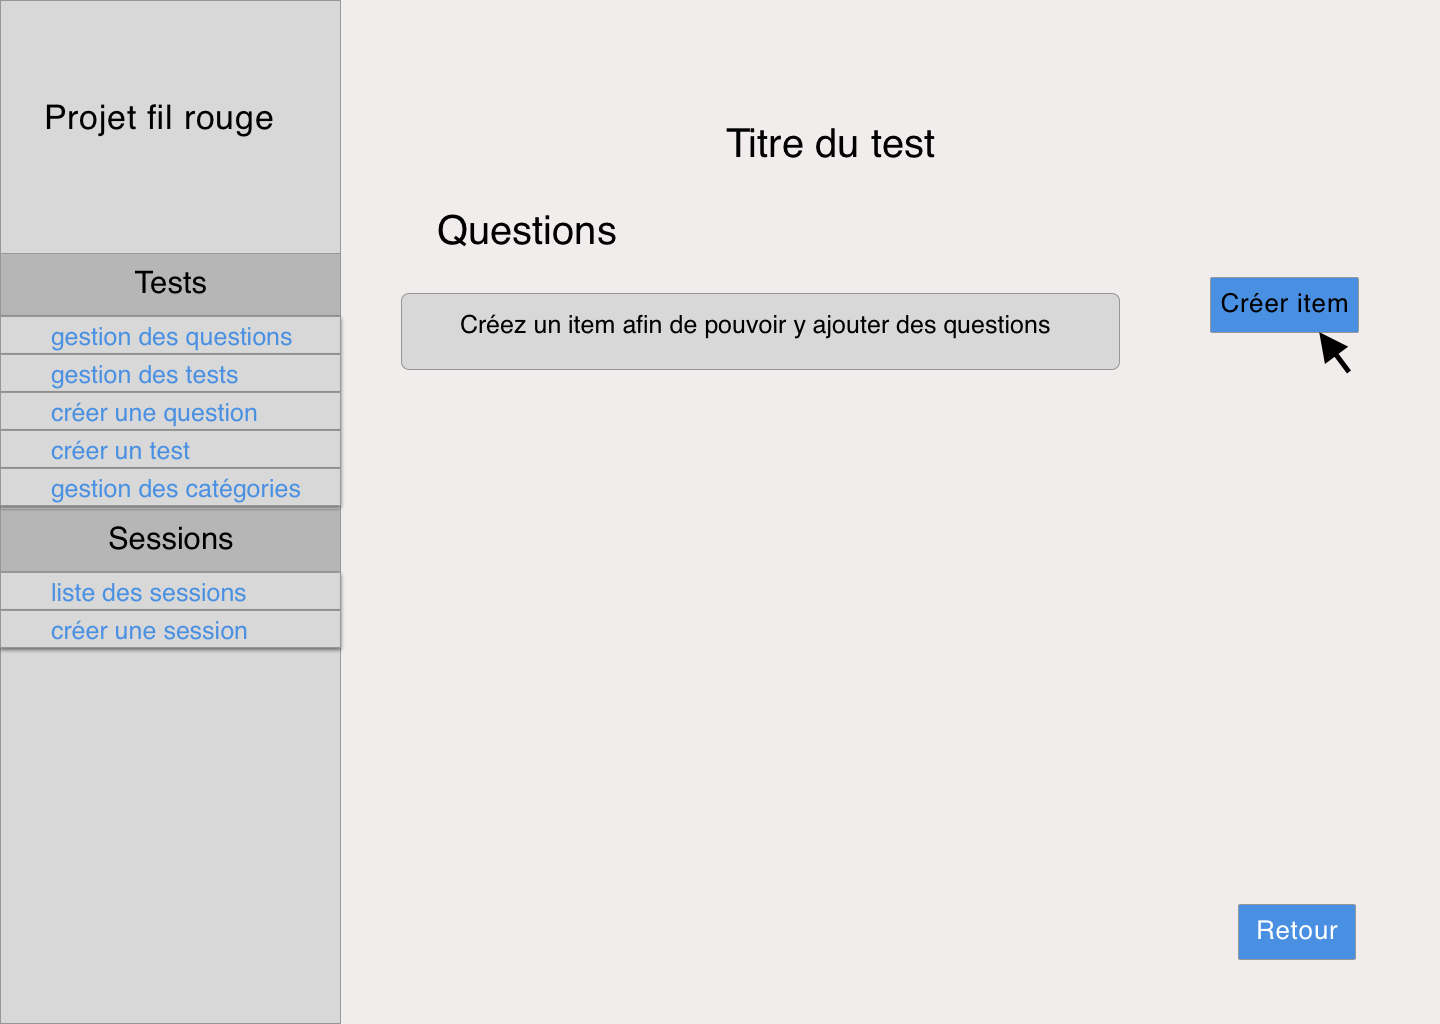 Projet fil rouge
Tests
gestion des questions
gestion des tests
créer une question
créer un test
gestion des catégories
Sessions
liste des sessions
créer une session
Titre du test
Questions
Créez un item afin de pouvoir y ajouter des questions
Créer item
Retour